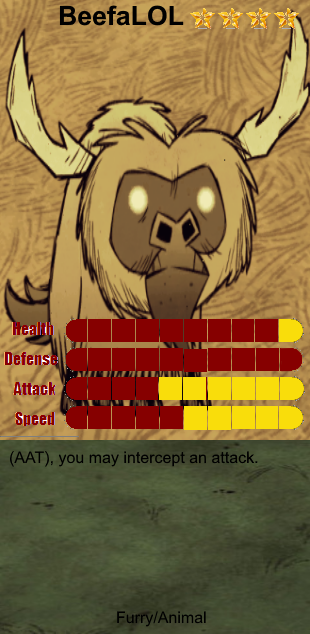 BeefaLOL
Health
Defense
Attack
Speed
(AAT), you may intercept an attack.
Furry/Animal